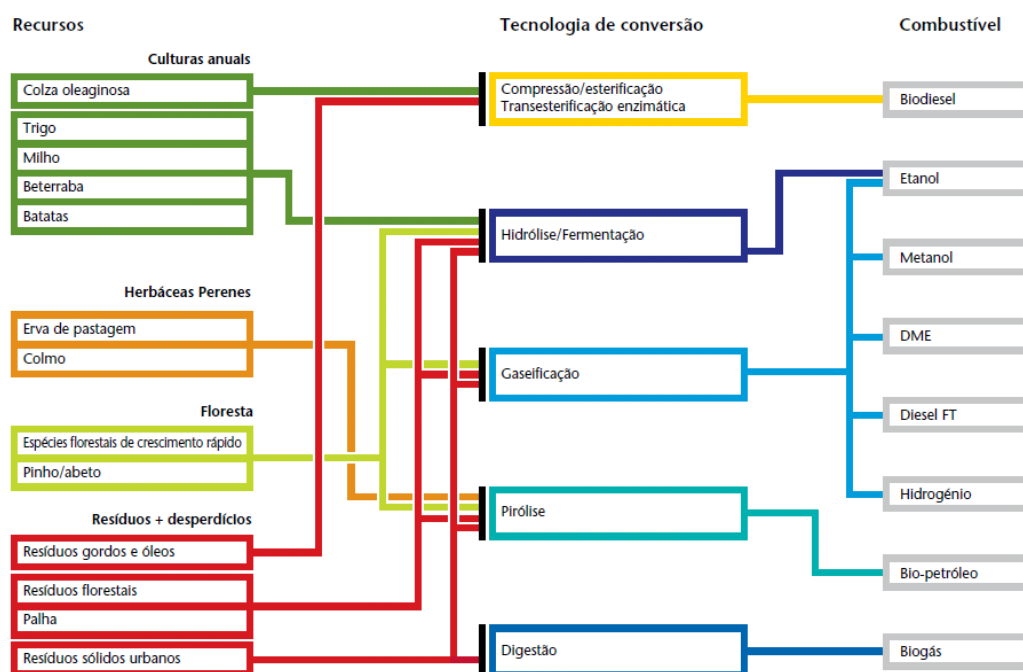 Recursos
Tecnologia de conversão
Combustível
Culturas anuais
Colza oleaginosa
Trigo
Milho
Beterraba
Batatas
Herbáceas Perenes
Erva de pastagem
Colmo
Floresta
Espécies florestais de crescimento rápido
Pinho/abeto
Resíduos + desperdícios
Resíduos gordos e óleos
Resíduos florestais
Palha
Resíduos sólidos urbanos
Compressão/esterificação
Transesterificação enzimática
Hidrólise/Fermentação
Gaseificação
Pirólise
Digestão
Biodiesel
Etanol
Metanol
DME
Diesel FT
Hidrogénio
Bio-petróleo
Biogás